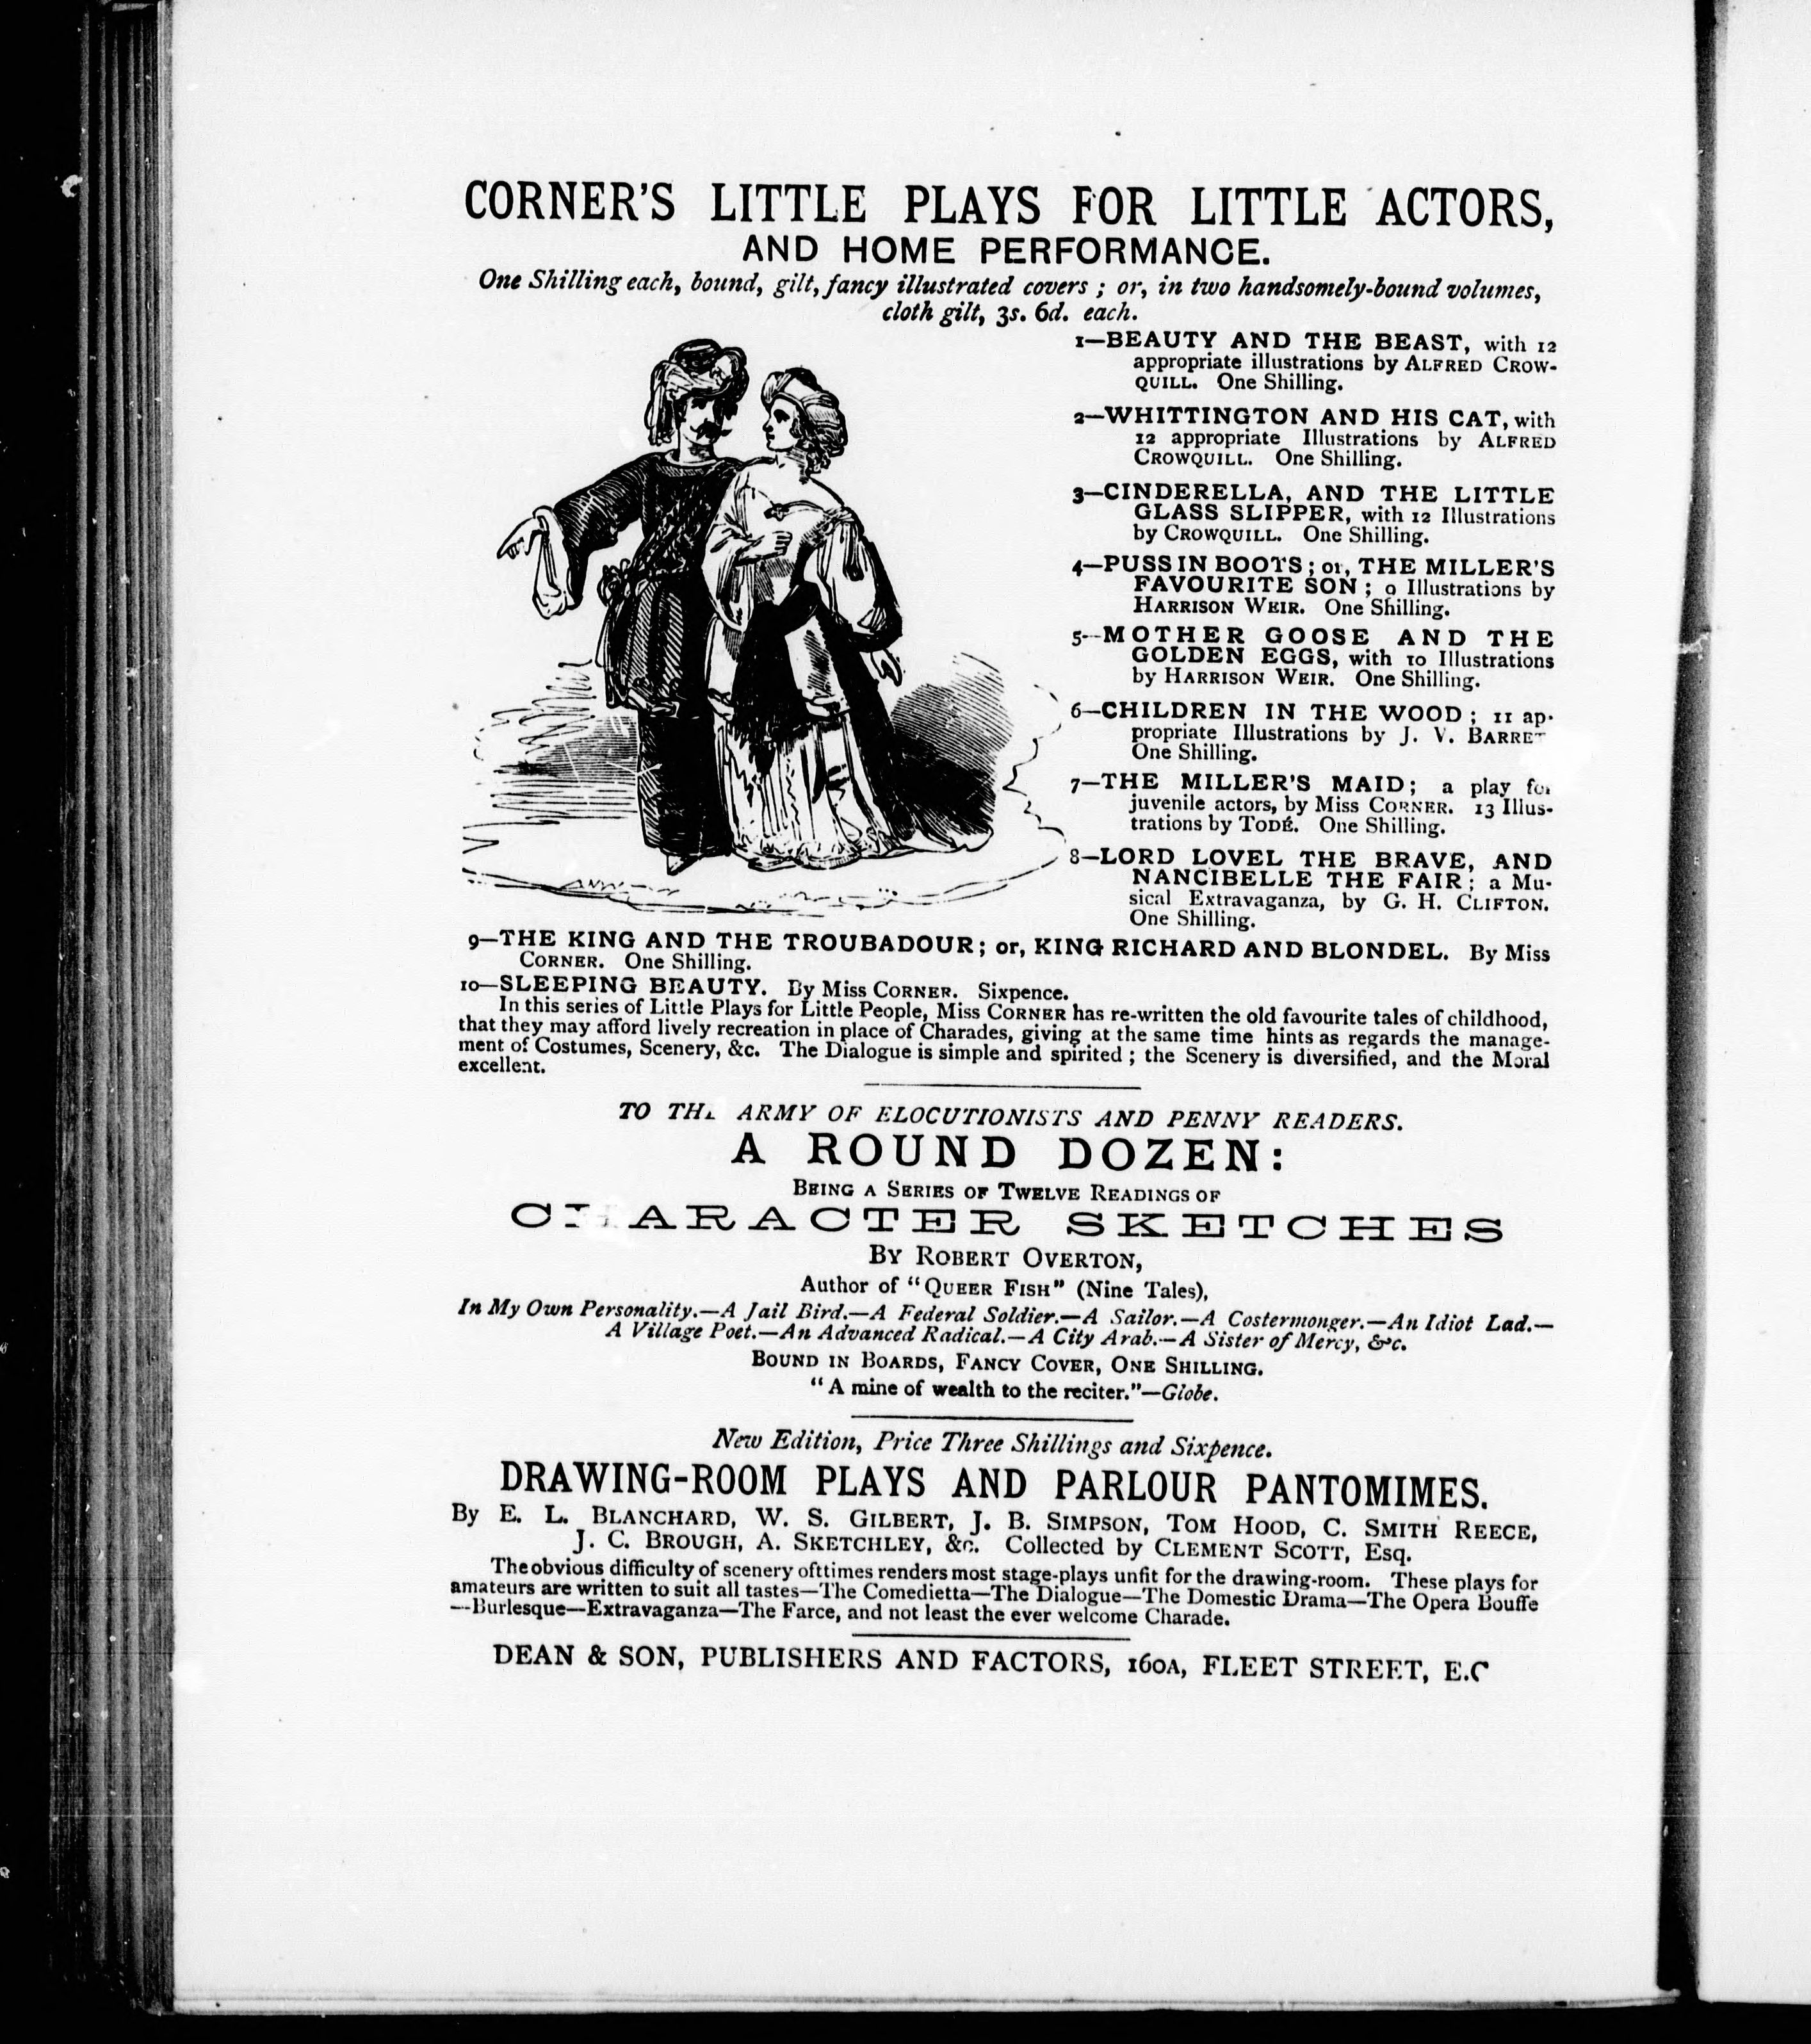 CORNER'S LITTLE PLAYS FOR LITTLE ACTORS,
AND HOME PERFORMANCE.
One Shilling each, bound, gilt, fancy illustrated covers ; or, in two handsomely-bound volumes,
cloth gilt, 3s. 6d. each.
1—BEAUTY AND THE BEAST, with 12
appropriate illustrations by ALFRED CROW-
QUILL. One Shilling.
2—WHITTINGTON AND HIS CAT, with
12 appropriate Illustrations by ALFRED
CROWQUILL. One Shilling.
3—CINDERELLA, AND THE LITTLE
GLASS SLIPPER, with 12 Illustrations
by CROWQUILL. One Shilling.
4—PUSS IN BOOTS ; or, THE MILLER'S
FAVOURITE SON ; 9 Illustrations by
HARRISON WEIR. One Shilling.
5—MOTHER GOOSE AND THE
GOLDEN EGGS, with 10 Illustrations
by HARRISON WEIR. One Shilling.
6—CHILDREN IN THE WOOD ; 11 ap-
propriate Illustrations by J. V. BARRET
One Shilling.
7—THE MILLER'S MAID ; a play for
juvenile actors, by Miss CORNER. 13 Illus-
trations by TODÉ. One Shilling.
8—LORD LOVEL THE BRAVE, AND
NANCIBELLE THE FAIR ; a Mu-
sical Extravaganza, by G. H. CLIFTON.
One Shilling.
9—THE KING AND THE TROUBADOUR ; or, KING RICHARD AND BLONDEL. By Miss
CORNER. One Shilling.
10—SLEEPING BEAUTY. By Miss CORNER. Sixpence.
In this series of Little Plays for Little People, Miss CORNER has re-written the old favourite tales of childhood,
that they may afford lively recreation in place of Charades, giving at the same time hints as regards the manage-
ment of Costumes, Scenery, &c. The Dialogue is simple and spirited ; the Scenery is diversified, and the Moral
excellent.
TO THE ARMY OF ELOCUTIONISTS AND PENNY READERS.
A ROUND DOZEN:
BEING A SERIES OF TWELVE READINGS OF
CHARACTER SKETCHES
BY ROBERT OVERTON,
Author of "QUEER FISH" (Nine Tales),
In My Own Personality.—A Jail Bird.—A Federal Soldier.—A Sailor.—A Costermonger.—An Idiot Lad.—
A Village Poet.—An Advanced Radical.—A City Arab.—A Sister of Mercy, &c.
BOUND IN BOARDS, FANCY COVER, ONE SHILLING.
"A mine of wealth to the reciter."—Globe.
New Edition, Price Three Shillings and Sixpence.
DRAWING-ROOM PLAYS AND PARLOUR PANTOMIMES.
By E. L. BLANCHARD, W. S. GILBERT, J. B. SIMPSON, TOM HOOD, C. SMITH REECE,
J. C. BROUGH, A. SKETCHLEY, &c. Collected by CLEMENT SCOTT, Esq.
The obvious difficulty of scenery ofttimes renders most stage-plays unfit for the drawing-room. These plays for
amateurs are written to suit all tastes—The Comedietta—The Dialogue—The Domestic Drama—The Opera Bouffe
—Burlesque—Extravaganza—The Farce, and not least the ever welcome Charade.
DEAN & SON, PUBLISHERS AND FACTORS, 160A, FLEET STREET, E.C